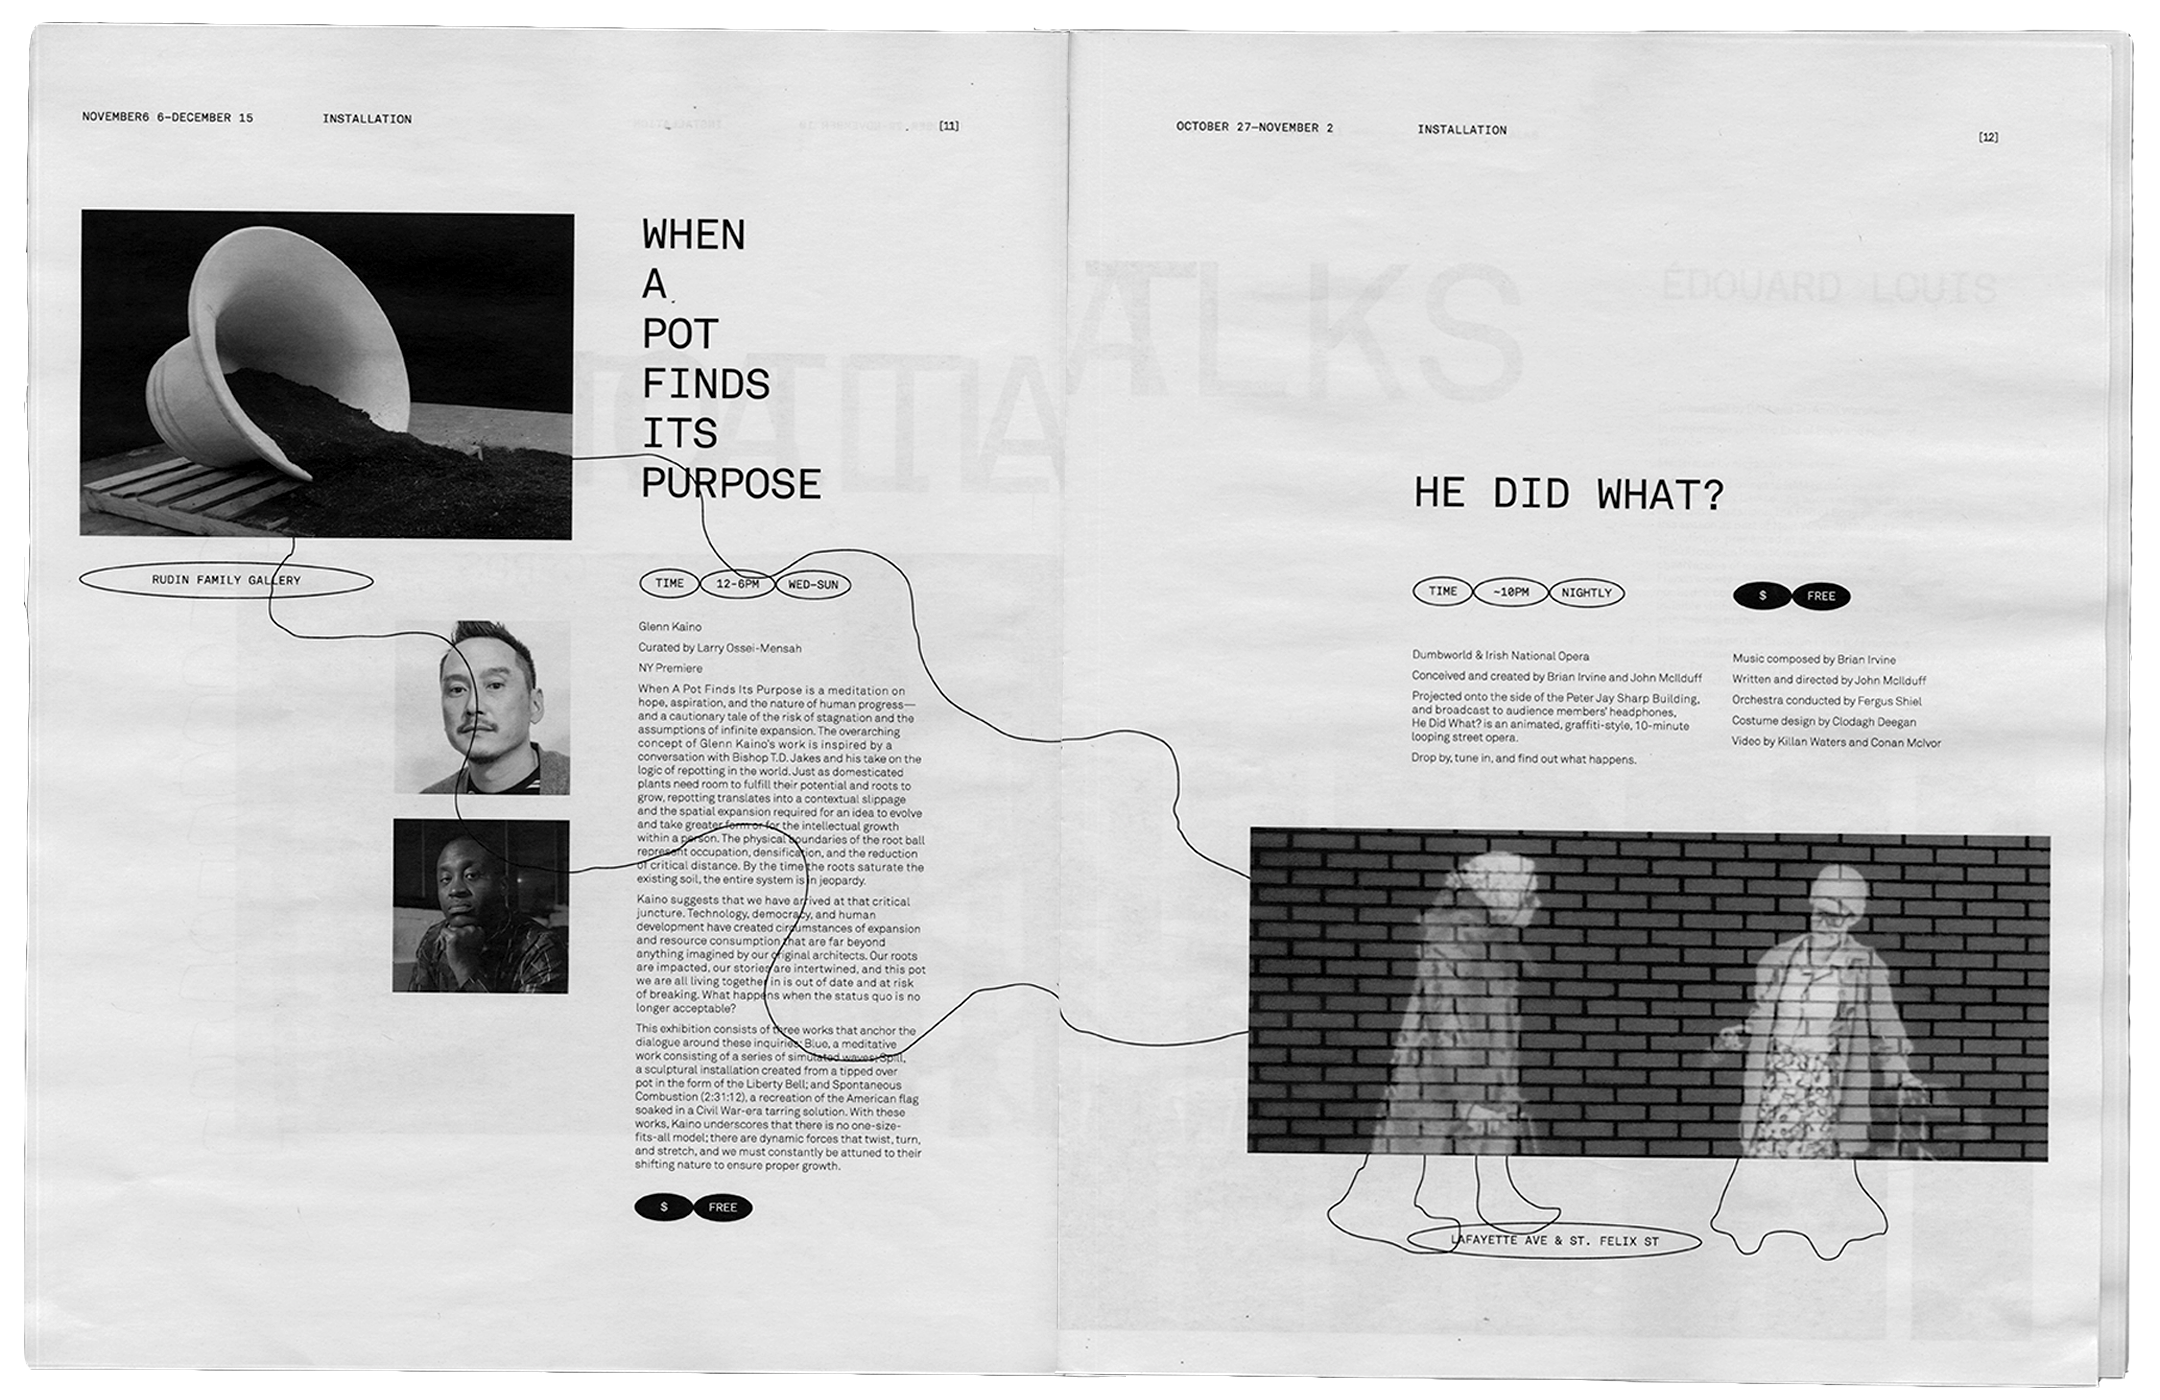 NOVEMBER6 6–DECEMBER 15
INSTALLATION
[11]
WHEN
A
POT
FINDS
ITS
PURPOSE
RUDIN FAMILY GALLERY
TIME
12-6PM
WED–SUN
Glenn Kaino
Curated by Larry Ossei-Mensah
NY Premiere
When A Pot Finds Its Purpose is a meditation on
hope, aspiration, and the nature of human progress—
and a cautionary tale of the risk of stagnation and the
assumptions of infinite expansion. The overarching
concept of Glenn Kaino's work is inspired by a
conversation with Bishop T.D. Jakes and his take on the
logic of repotting in the world. Just as domesticated
plants need room to fulfill their potential and roots to
grow, repotting translates into a contextual slippage
and the spatial expansion required for an idea to evolve
and take greater form or for the intellectual growth
within a person. The physical boundaries of the root ball
represent occupation, densification, and the reduction
of critical distance. By the time the roots saturate the
existing soil, the entire system is in jeopardy.
Kaino suggests that we have arrived at that critical
juncture. Technology, democracy, and human
development have created circumstances of expansion
and resource consumption that are far beyond
anything imagined by our original architects. Our roots
are impacted, our stories are intertwined, and this pot
we are all living together in is out of date and at risk
of breaking. What happens when the status quo is no
longer acceptable?
This exhibition consists of three works that anchor the
dialogue around these inquiries: Blue, a meditative
work consisting of a series of simulated waves; Spill,
a sculptural installation created from a tipped over
pot in the form of the Liberty Bell; and Spontaneous
Combustion (2:31:12), a recreation of the American flag
soaked in a Civil War-era tarring solution. With these
works, Kaino underscores that there is no one-size-
fits-all model; there are dynamic forces that twist, turn,
and stretch, and we must constantly be attuned to their
shifting nature to ensure proper growth.
$
FREE
OCTOBER 27–NOVEMBER 2
INSTALLATION
[12]
ALKS
ÉDOUARD LOUIS
HE DID WHAT?
TIME
~10PM
NIGHTLY
$
FREE
Dumbworld & Irish National Opera
Conceived and created by Brian Irvine and John McIlduff
Projected onto the side of the Peter Jay Sharp Building,
and broadcast to audience members' headphones,
He Did What? is an animated, graffiti-style, 10-minute
looping street opera.
Drop by, tune in, and find out what happens.
Music composed by Brian Irvine
Written and directed by John McIlduff
Orchestra conducted by Fergus Shiel
Costume design by Clodagh Deegan
Video by Killan Waters and Conan McIvor
LAFAYETTE AVE & ST. FELIX ST